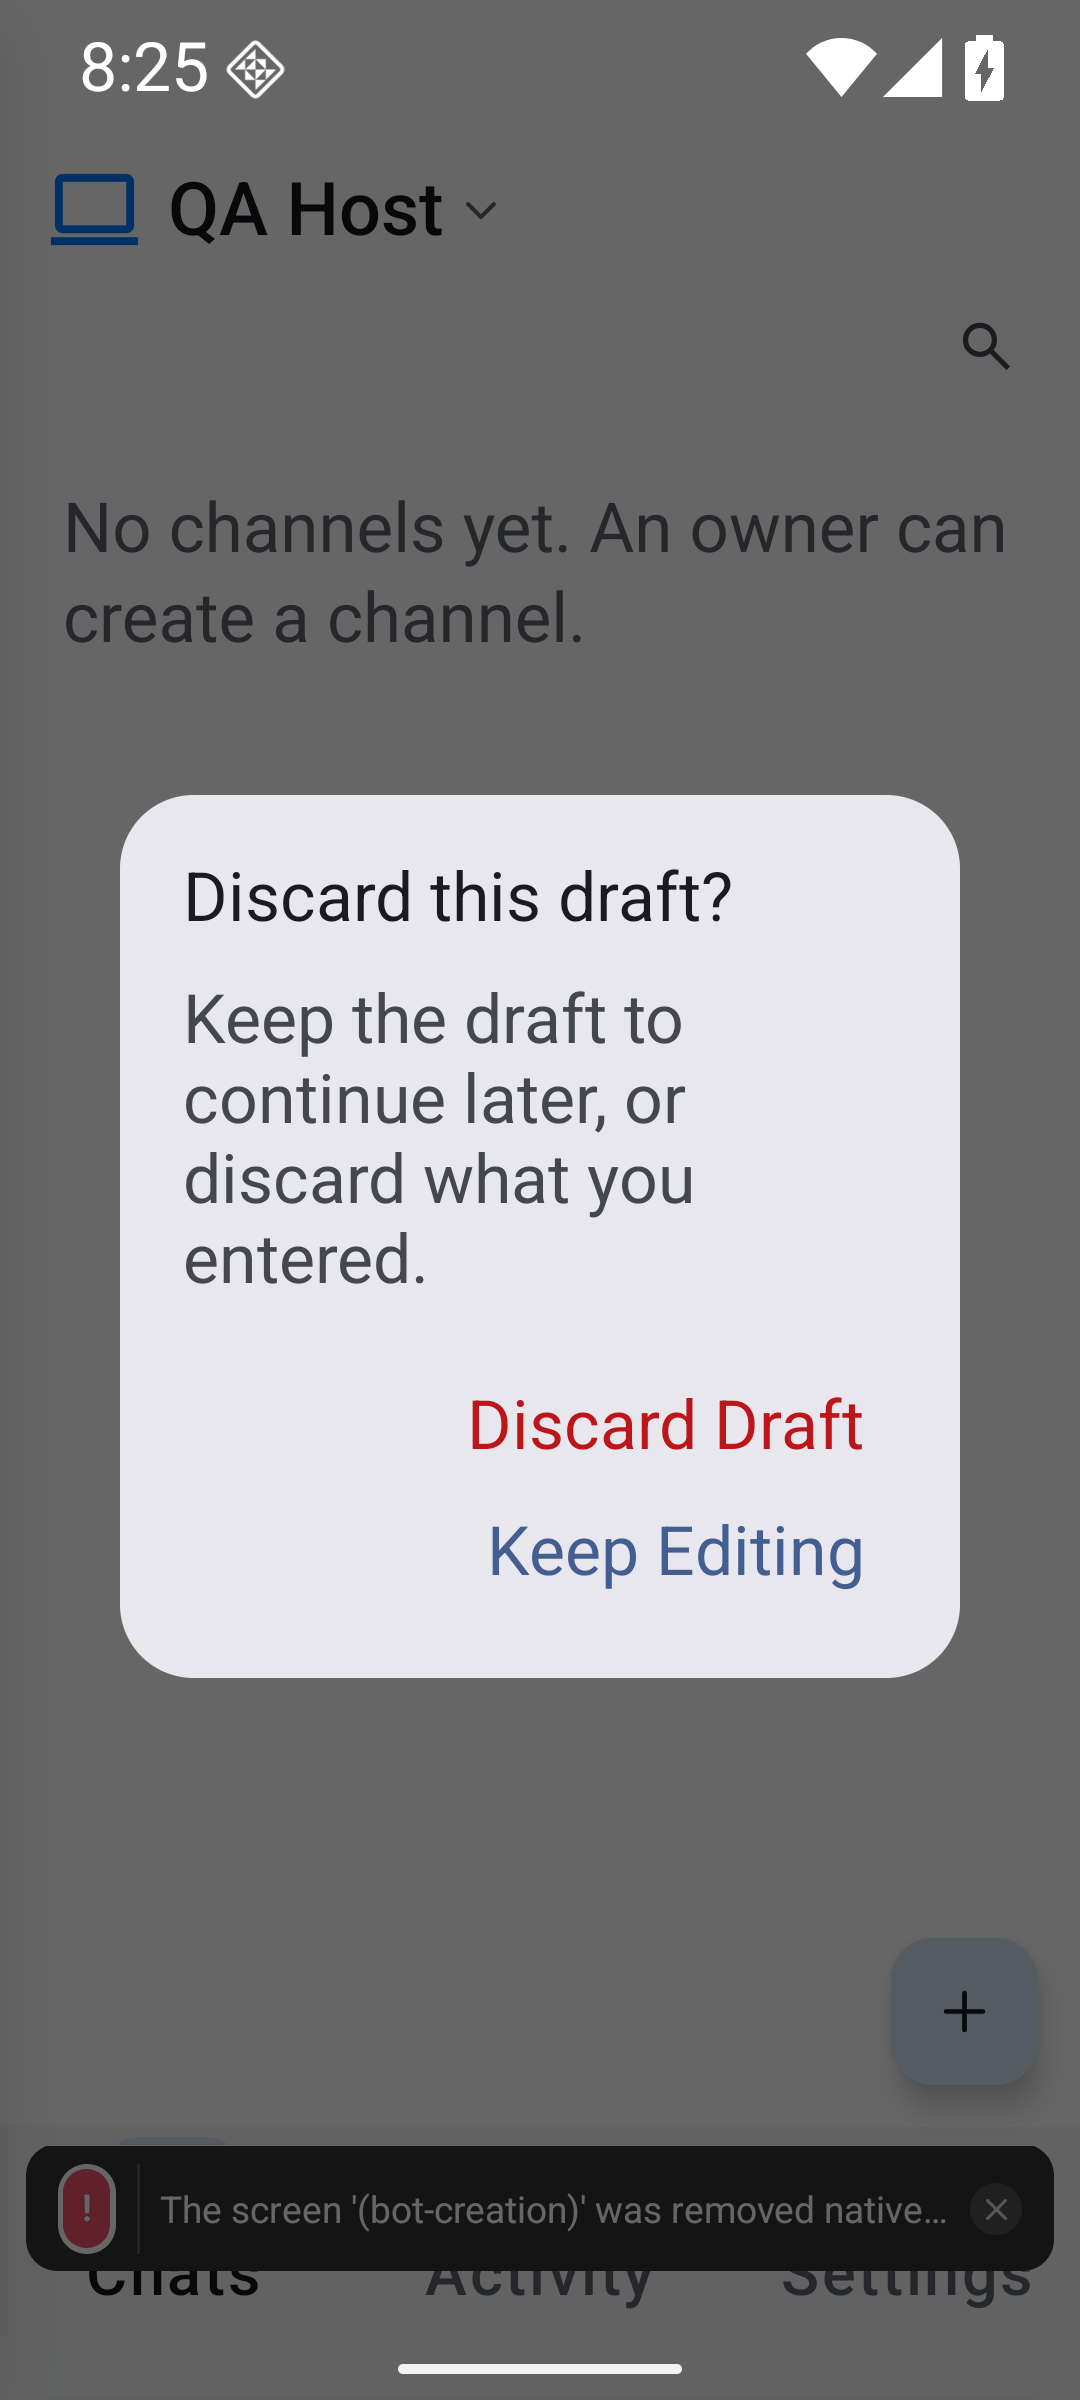 8:25
QA Host
No channels yet. An owner can
create a channel.
Discard this draft?
Keep the draft to
continue later, or
discard what you
entered.
Discard Draft
Keep Editing
! The screen '(bot-creation)' was removed native…
Chats Activity Settings